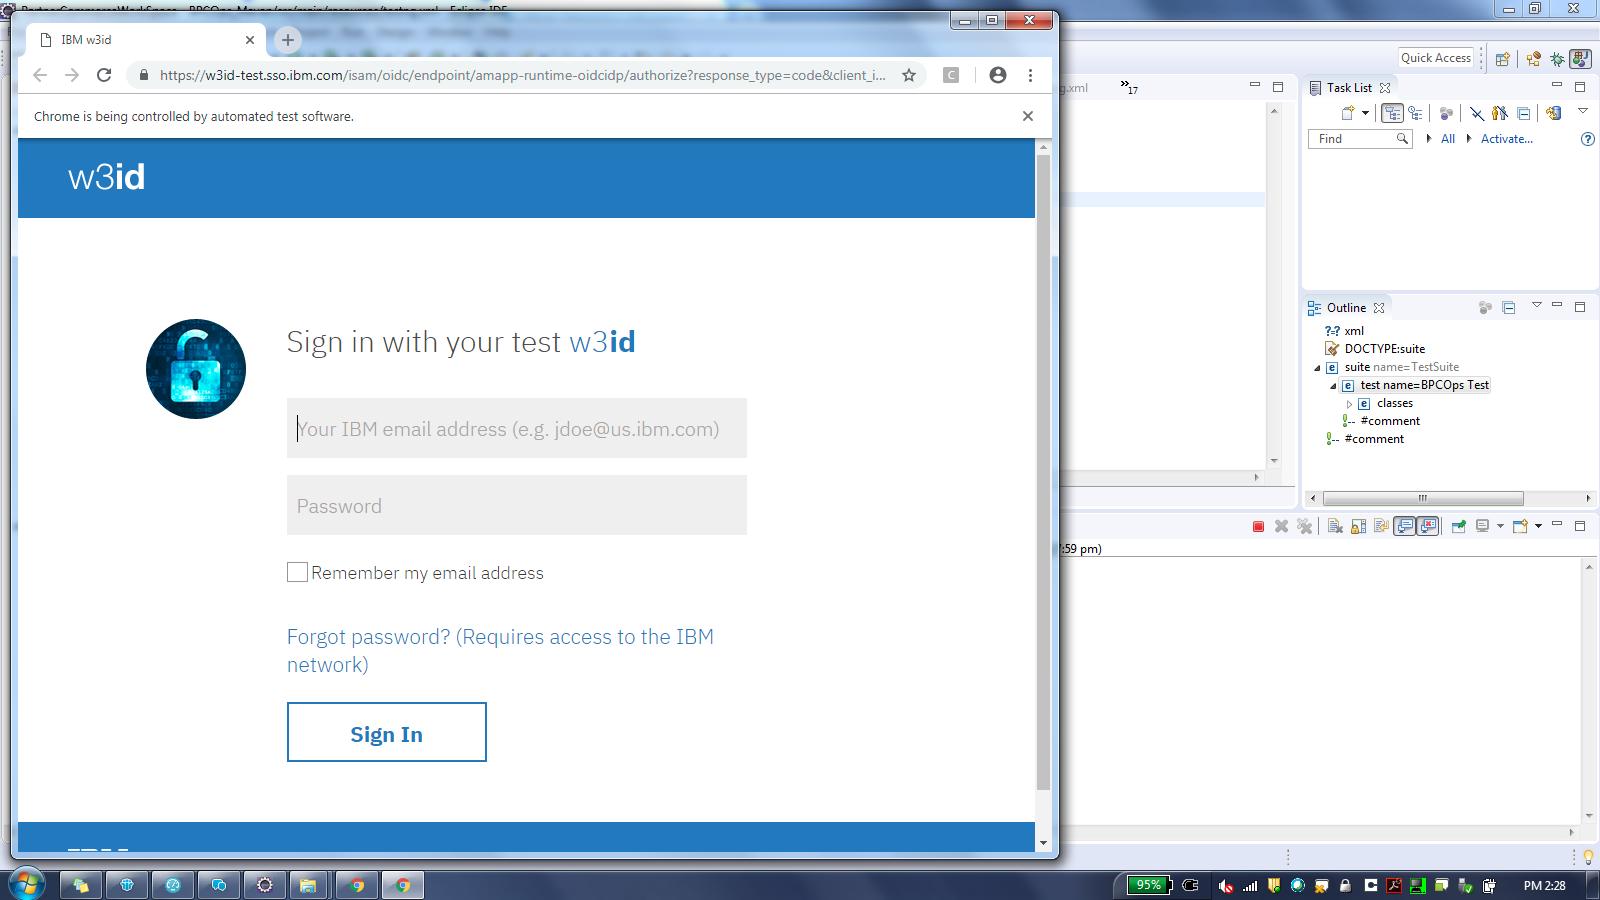 IBM w3id
https://w3id-test.sso.ibm.com/isam/oidc/endpoint/amapp-runtime-oidcidp/authorize?response_type=code&client_i...
C
Chrome is being controlled by automated test software.
w3id
Sign in with your test w3id
Your IBM email address (e.g. jdoe@us.ibm.com)
Password
Remember my email address
Forgot password? (Requires access to the IBM
network)
Sign In
Quick Access
g.xml
17
Task List
Find
All
Activate...
Outline
xml
DOCTYPE:suite
suite name=TestSuite
test name=BPCOps Test
classes
#comment
#comment
:59 pm)
95%
PM 2:28